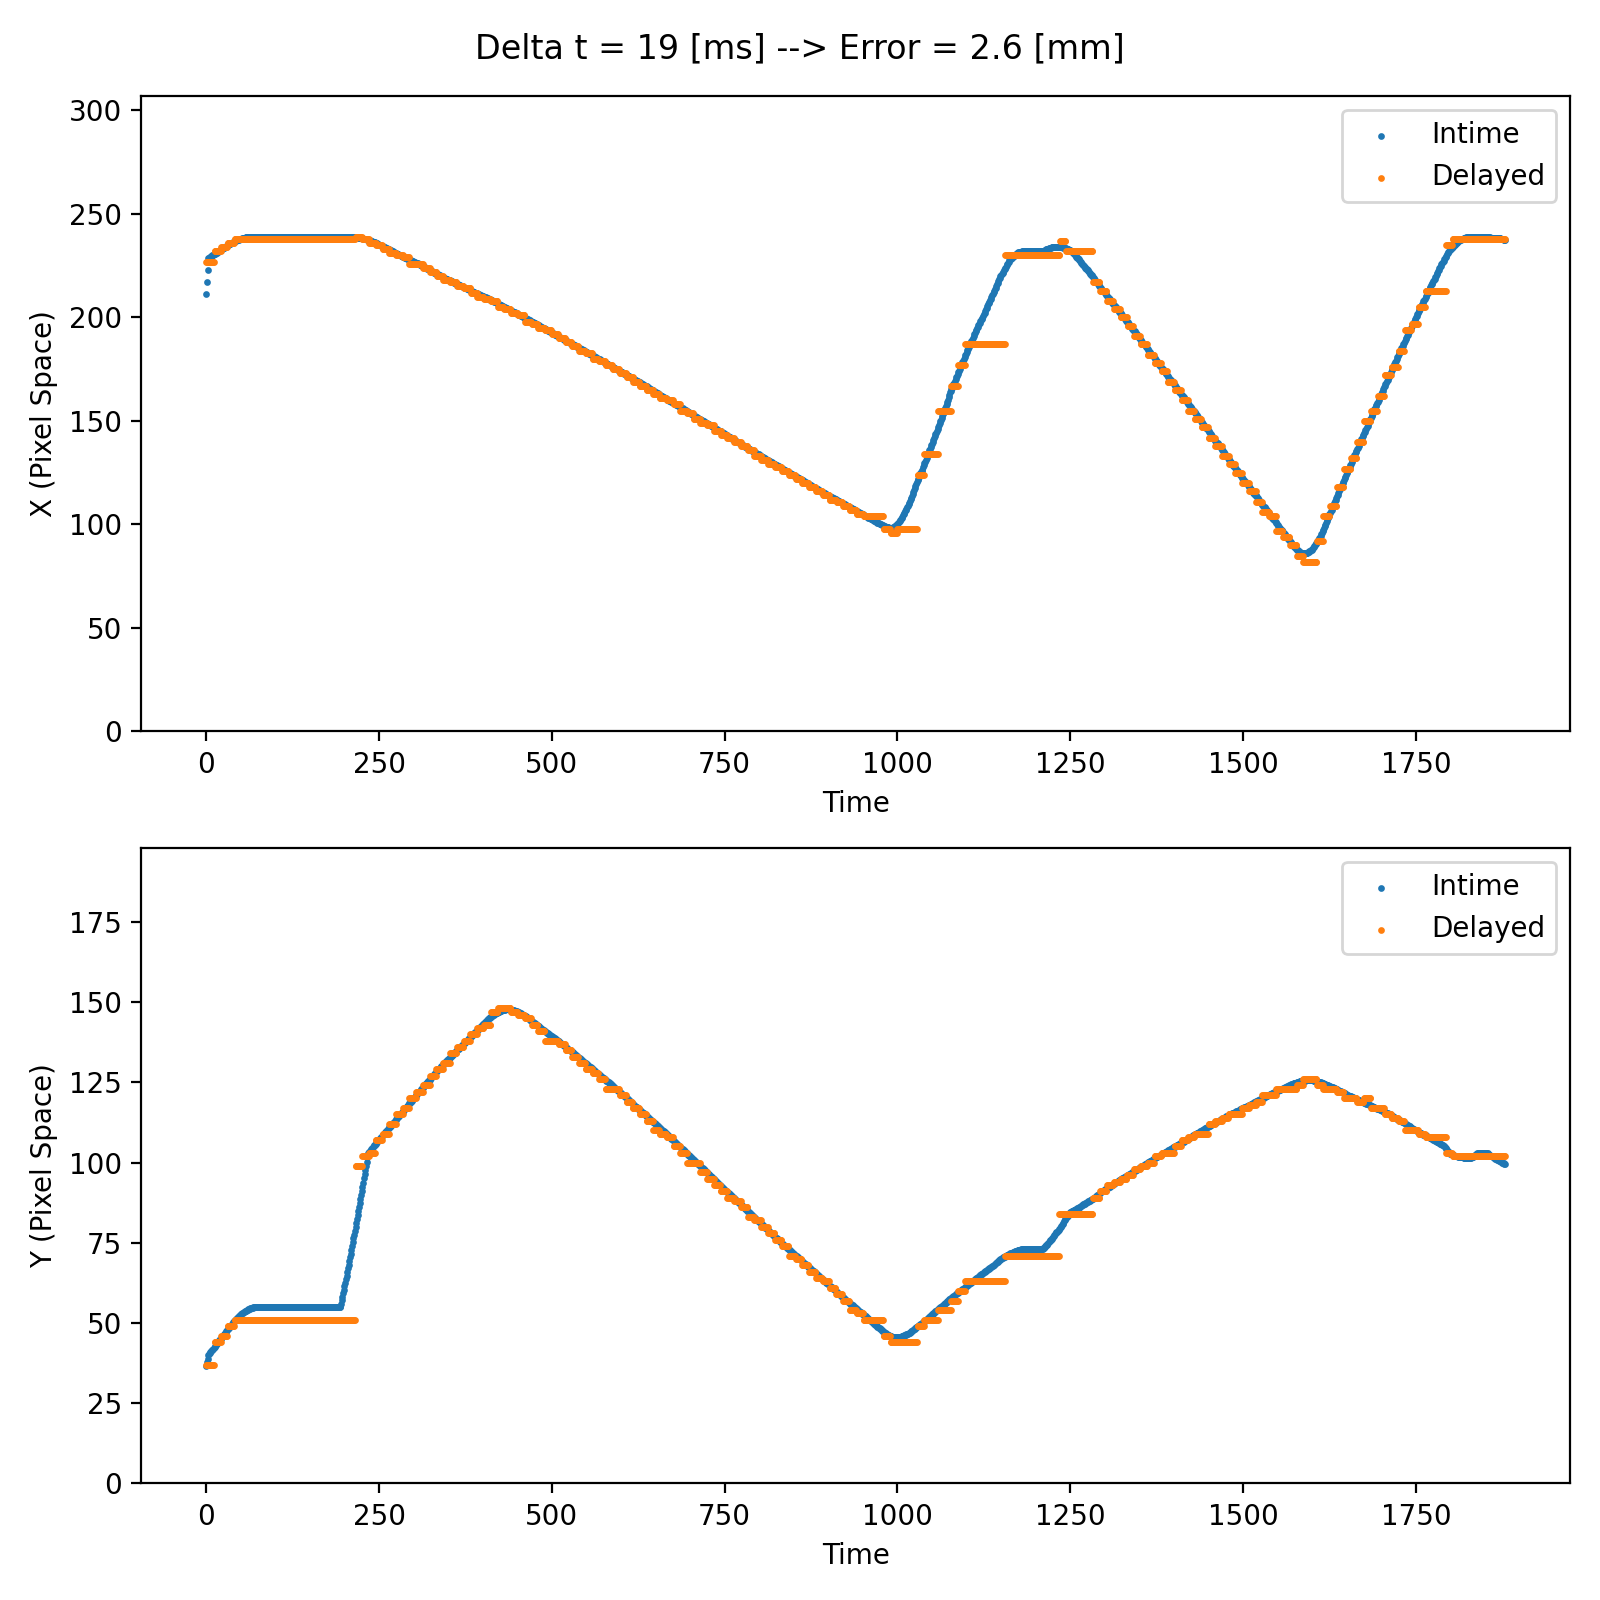 Delta t = 19 [ms] --> Error = 2.6 [mm]
300
250
200
150
100
50
0
X (Pixel Space)
Intime
Delayed
0 250 500 750 1000 1250 1500 1750
Time
175
150
125
100
75
50
25
0
Y (Pixel Space)
Intime
Delayed
0 250 500 750 1000 1250 1500 1750
Time